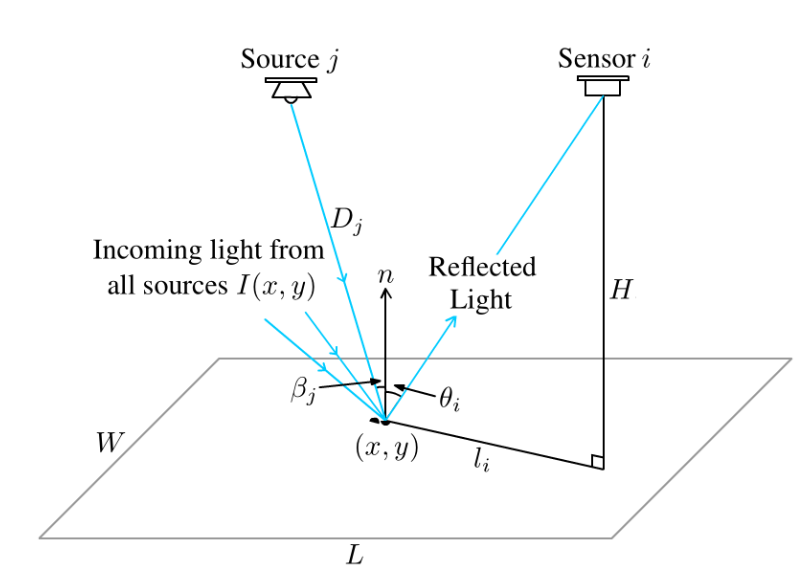 Source j
Sensor i
D_j
Incoming light from
all sources I(x, y)
n
Reflected
Light
H
β_j
θ_i
W
(x, y)
l_i
L